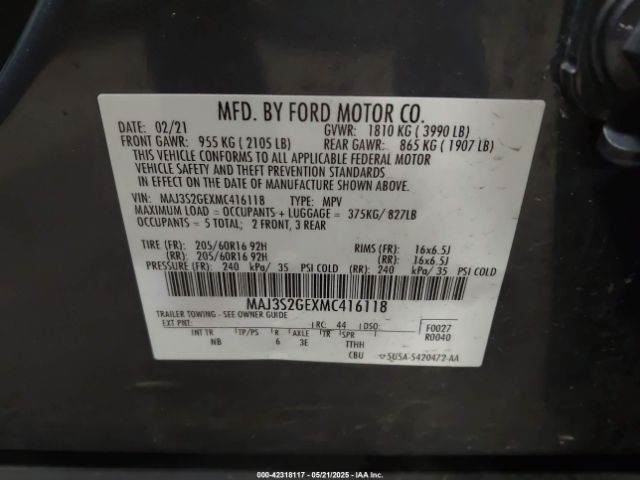 MFD. BY FORD MOTOR CO.
DATE: 02/21 GVWR: 1810 KG ( 3990 LB)
FRONT GAWR: 955 KG ( 2105 LB) REAR GAWR: 865 KG ( 1907 LB)
THIS VEHICLE CONFORMS TO ALL APPLICABLE FEDERAL MOTOR
VEHICLE SAFETY AND THEFT PREVENTION STANDARDS
IN EFFECT ON THE DATE OF MANUFACTURE SHOWN ABOVE.
VIN: MAJ3S2GEXMC416118 TYPE: MPV
MAXIMUM LOAD = OCCUPANTS + LUGGAGE = 375KG/ 827LB
OCCUPANTS = 5 TOTAL; 2 FRONT, 3 REAR
TIRE (FR): 205/60R16 92H RIMS (FR): 16x6.5J
(RR): 205/60R16 92H (RR): 16x6.5J
PRESSURE (FR): 240 kPa/ 35 PSI COLD (RR): 240 kPa/ 35 PSI COLD
MAJ3S2GEXMC416118
TRAILER TOWING - SEE OWNER GUIDE
EXT PNT: RC: 44 DSO: F0027
R0040
INT TR TP/PS R AXLE TR SPR
NB 6 3E TTHH
CBU 5U5A-5420472-AA
000-42318117 - 05/21/2025 - IAAI Inc.